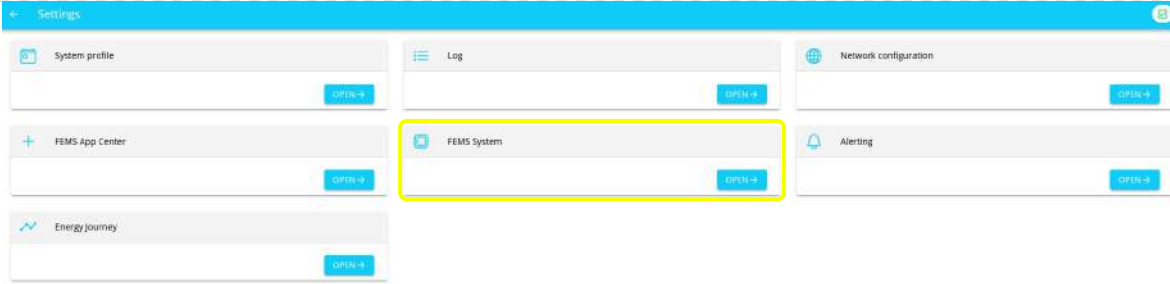 Settings
System profile
Log
Network configuration
OPEN→
OPEN→
OPEN→
FEMS App Center
FEMS System
Alerting
OPEN→
OPEN→
OPEN→
Energy Journey
OPEN→